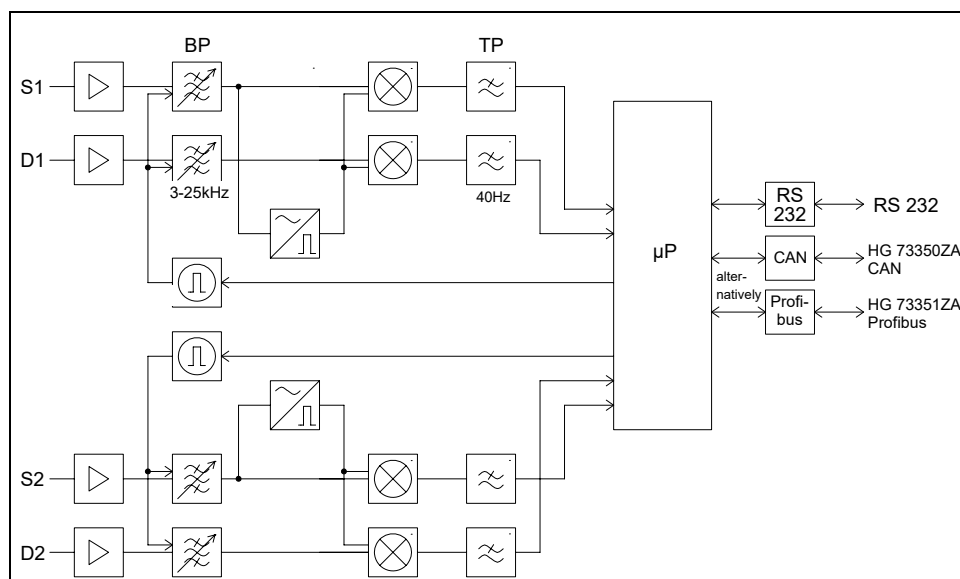 BP
TP
S1
D1
3-25kHz
40Hz
µP
RS
232
RS 232
CAN
HG 73350ZA
CAN
alter-
natively
Profi-
bus
HG 73351ZA
Profibus
S2
D2